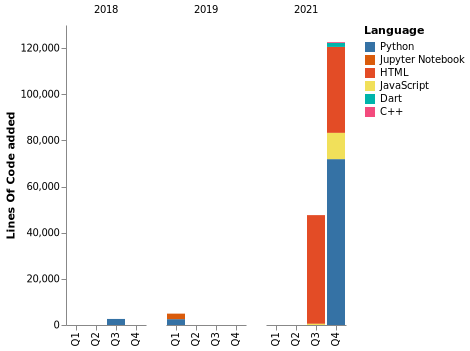 2018 2019 2021
Language
Python
Jupyter Notebook
HTML
JavaScript
Dart
C++
Lines Of Code added
120,000
100,000
80,000
60,000
40,000
20,000
0
Q1 Q2 Q3 Q4 Q1 Q2 Q3 Q4 Q1 Q2 Q3 Q4